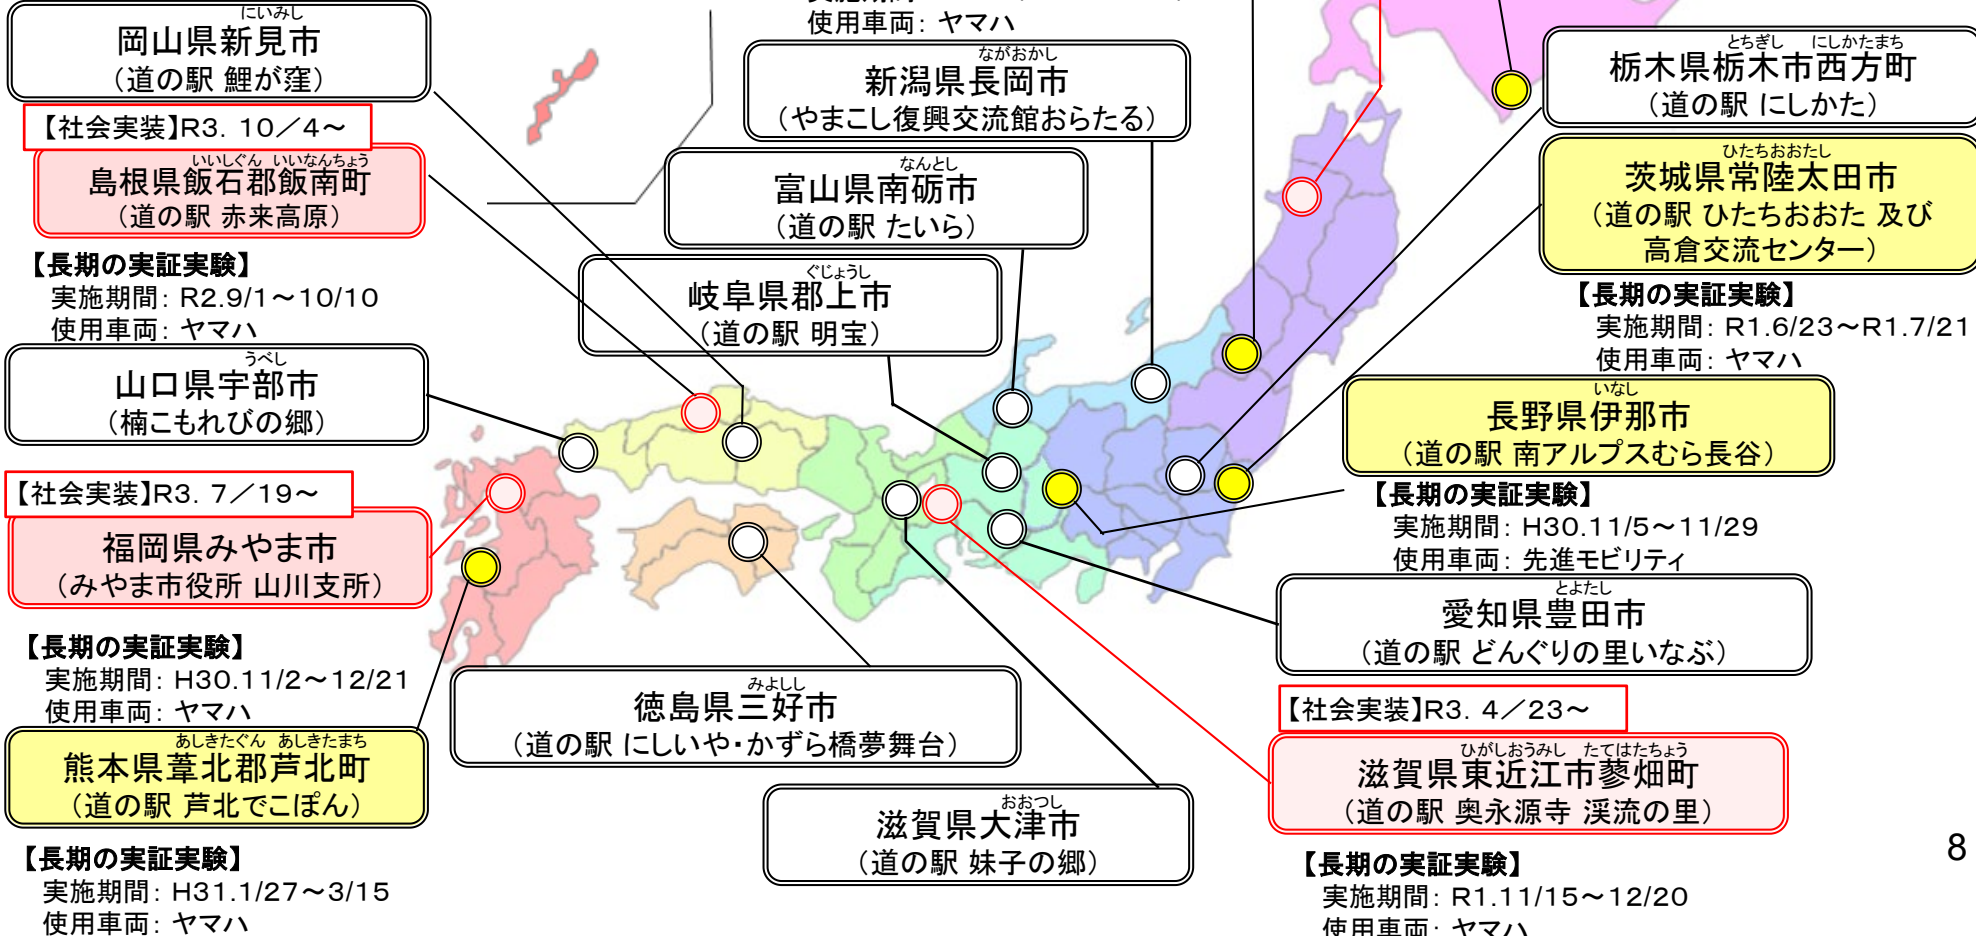 使用車両：ヤマハ
にいみし
岡山県新見市
（道の駅 鯉が窪）
【社会実装】R3．10／4～
いいしぐん いいなんちょう
島根県飯石郡飯南町
（道の駅 赤来高原）
【長期の実証実験】
実施期間：R2.9/1～10/10
使用車両：ヤマハ
うべし
山口県宇部市
（楠こもれびの郷）
【社会実装】R3．7／19～
福岡県みやま市
（みやま市役所 山川支所）
【長期の実証実験】
実施期間：H30.11/2～12/21
使用車両：ヤマハ
あしきたぐん あしきたまち
熊本県葦北郡芦北町
（道の駅 芦北でこぽん）
【長期の実証実験】
実施期間：H31.1/27～3/15
使用車両：ヤマハ
ながおかし
新潟県長岡市
（やまこし復興交流館おらたる）
なんとし
富山県南砺市
（道の駅 たいら）
ぐじょうし
岐阜県郡上市
（道の駅 明宝）
みよしし
徳島県三好市
（道の駅 にしいや・かずら橋夢舞台）
おおつし
滋賀県大津市
（道の駅 妹子の郷）
とちぎし にしかたまち
栃木県栃木市西方町
（道の駅 にしかた）
ひたちおおたし
茨城県常陸太田市
（道の駅 ひたちおおた 及び
高倉交流センター）
【長期の実証実験】
実施期間：R1.6/23～R1.7/21
使用車両：ヤマハ
いなし
長野県伊那市
（道の駅 南アルプスむら長谷）
【長期の実証実験】
実施期間：H30.11/5～11/29
使用車両：先進モビリティ
とよたし
愛知県豊田市
（道の駅 どんぐりの里いなぶ）
【社会実装】R3．4／23～
ひがしおうみし たてはたちょう
滋賀県東近江市蓼畑町
（道の駅 奥永源寺 渓流の里）
【長期の実証実験】
実施期間：R1.11/15～12/20
使用車両：ヤマハ
8